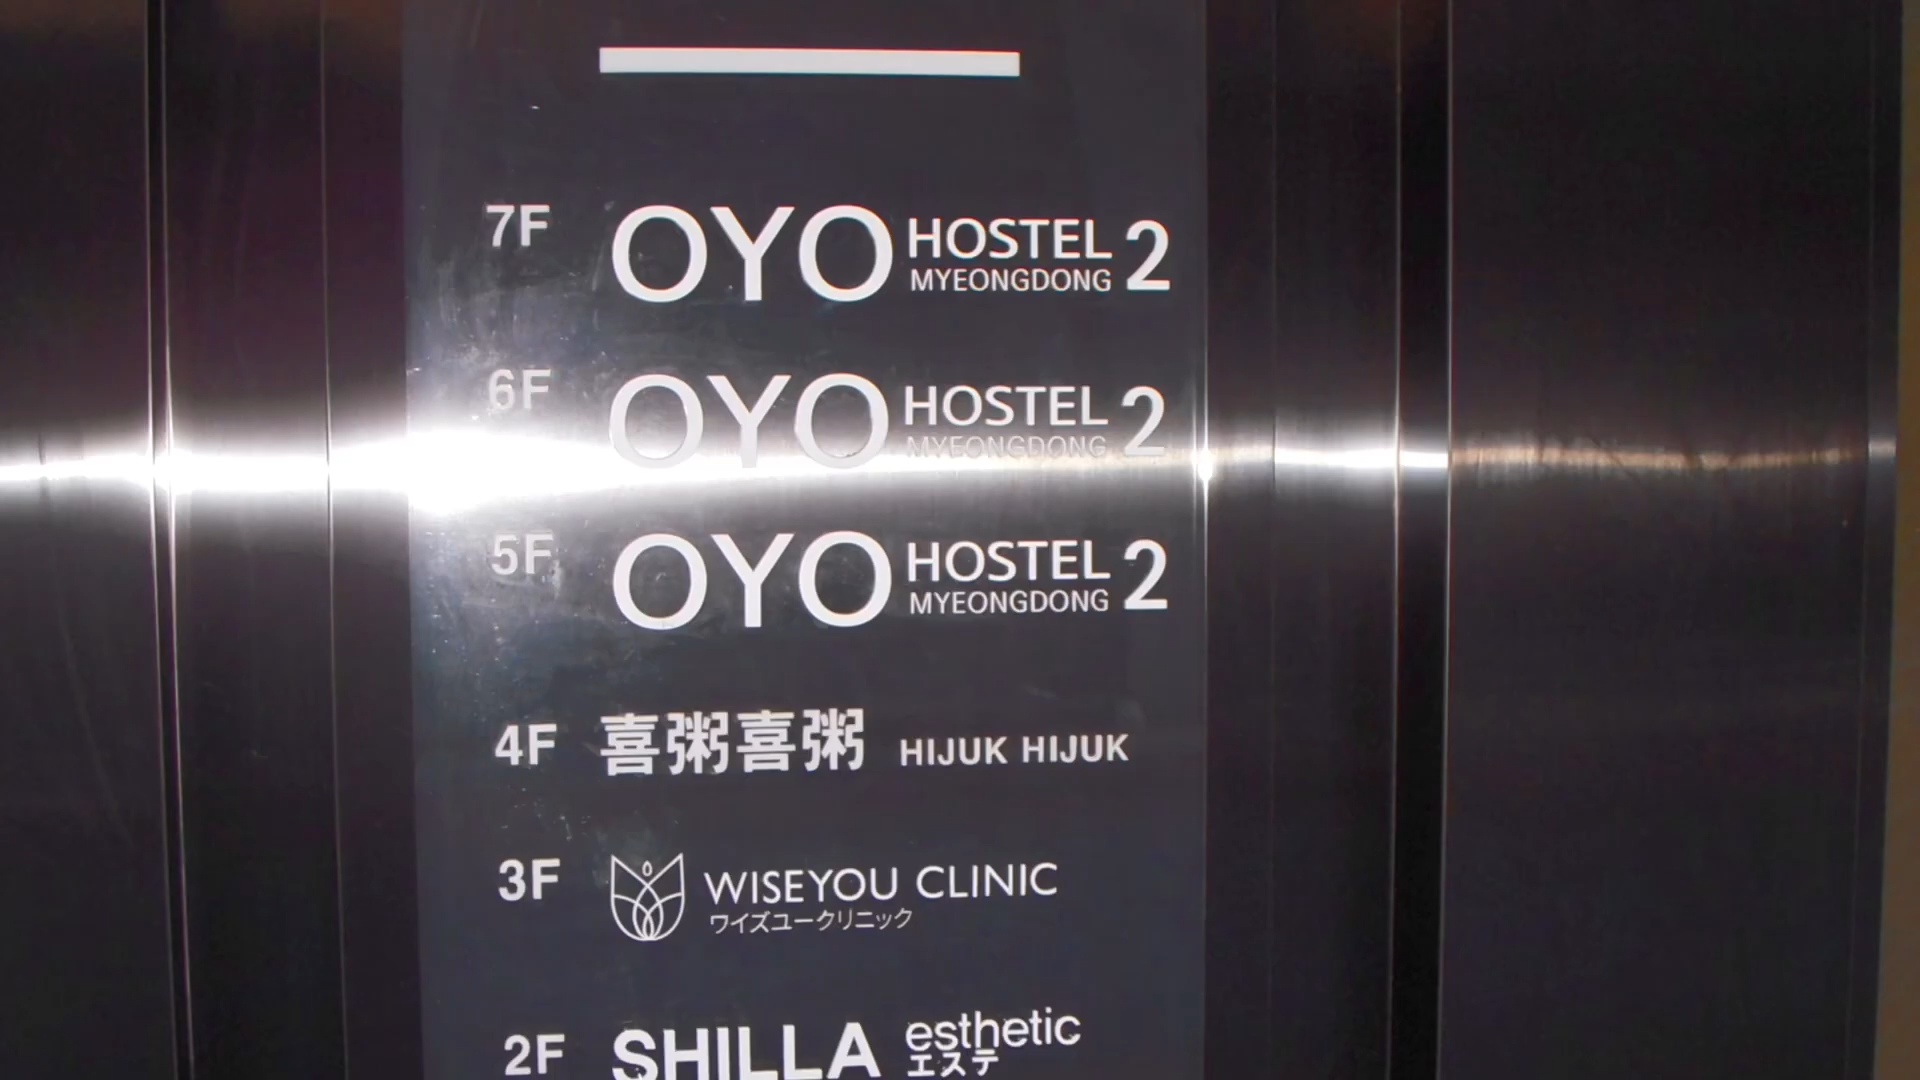 7F OYO HOSTEL 2
MYEONGDONG
6F OYO HOSTEL 2
MYEONGDONG
5F OYO HOSTEL 2
MYEONGDONG
4F 喜粥喜粥 HIJUK HIJUK
3F WISEYOU CLINIC
ワイズユークリニック
2F SHILLA esthetic
エステ